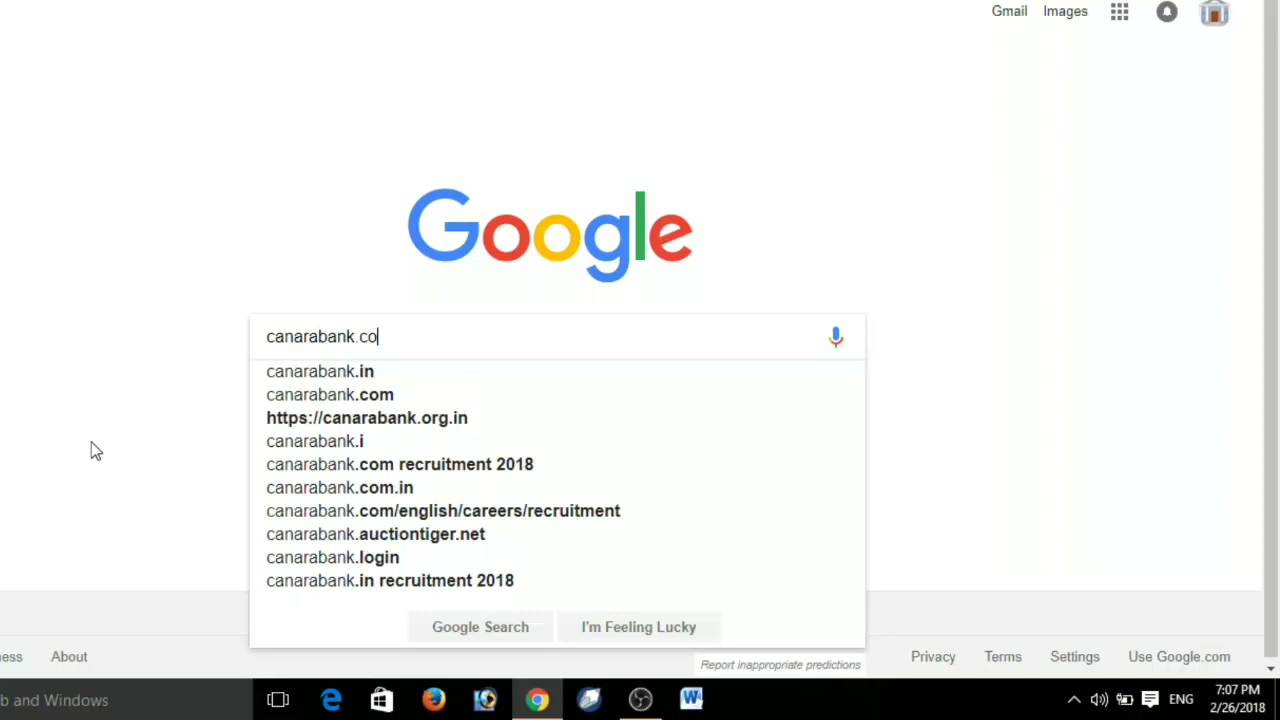 Gmail Images
Google
canarabank.co
canarabank.in
canarabank.com
https://canarabank.org.in
canarabank.i
canarabank.com recruitment 2018
canarabank.com.in
canarabank.com/english/careers/recruitment
canarabank.auctiontiger.net
canarabank.login
canarabank.in recruitment 2018
Google Search I'm Feeling Lucky
Report inappropriate predictions
ess About Privacy Terms Settings Use Google.com
b and Windows ENG 7:07 PM
2/26/2018